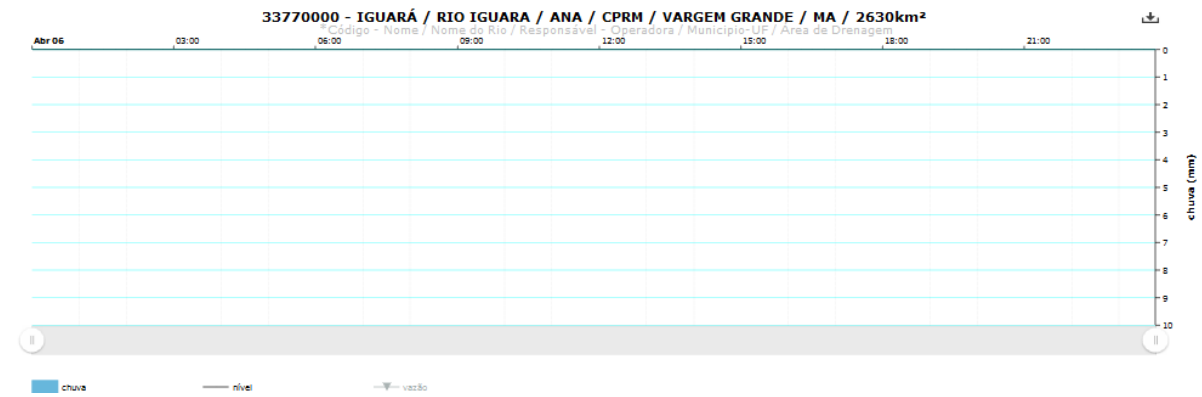 33770000 - IGUARÁ / RIO IGUARA / ANA / CPRM / VARGEM GRANDE / MA / 2630km²
*Código - Nome / Nome do Rio / Responsável - Operadora / Município-UF / Área de Drenagem
Abr 06 03:00 06:00 09:00 12:00 15:00 18:00 21:00
0
1
2
3
4
5
6
7
8
9
10
chuva (mm)
chuva nível vazão